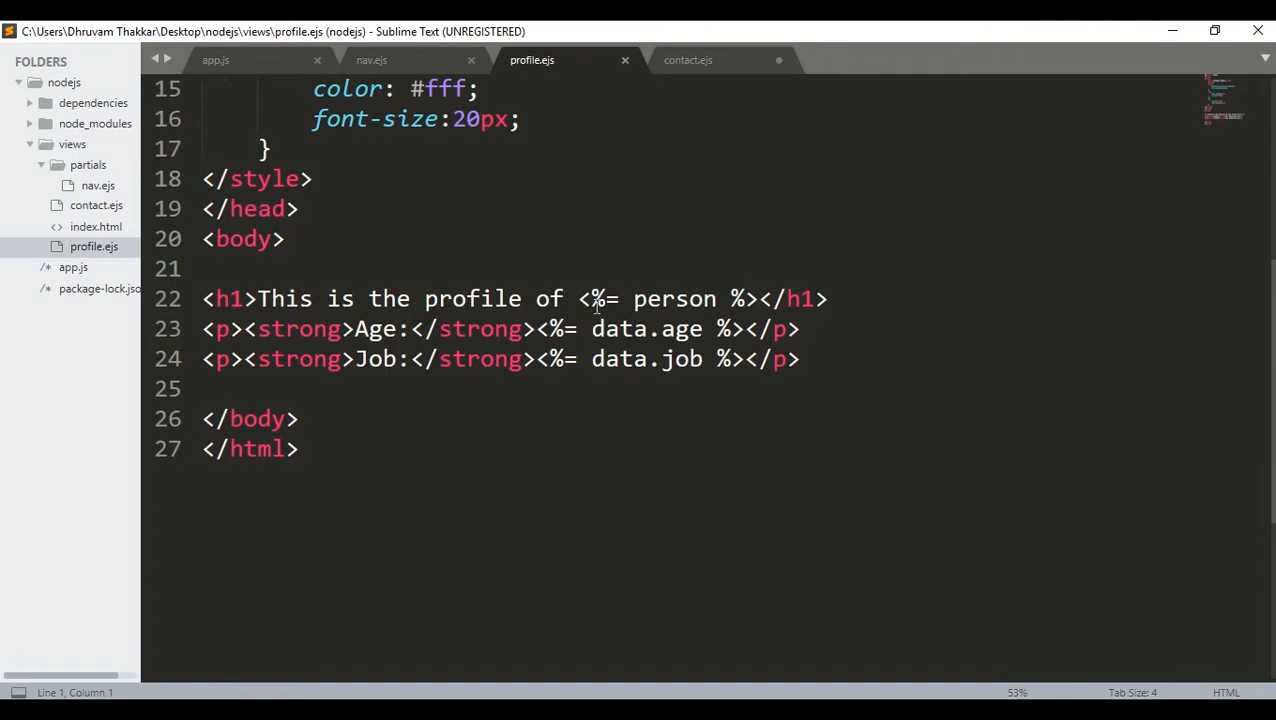 C:\Users\Dhruvam Thakkar\Desktop\nodejs\views\profile.ejs (nodejs) - Sublime Text (UNREGISTERED)
FOLDERS
nodejs
dependencies
node_modules
views
partials
nav.ejs
contact.ejs
index.html
profile.ejs
app.js
package-lock.jso
app.js
nav.ejs
profile.ejs
contact.ejs
15 color: #fff;
16 font-size:20px;
17 }
18 </style>
19 </head>
20 <body>
21
22 <h1>This is the profile of <%= person %></h1>
23 <p><strong>Age:</strong><%= data.age %></p>
24 <p><strong>Job:</strong><%= data.job %></p>
25
26 </body>
27 </html>
Line 1, Column 1
53%
Tab Size: 4
HTML